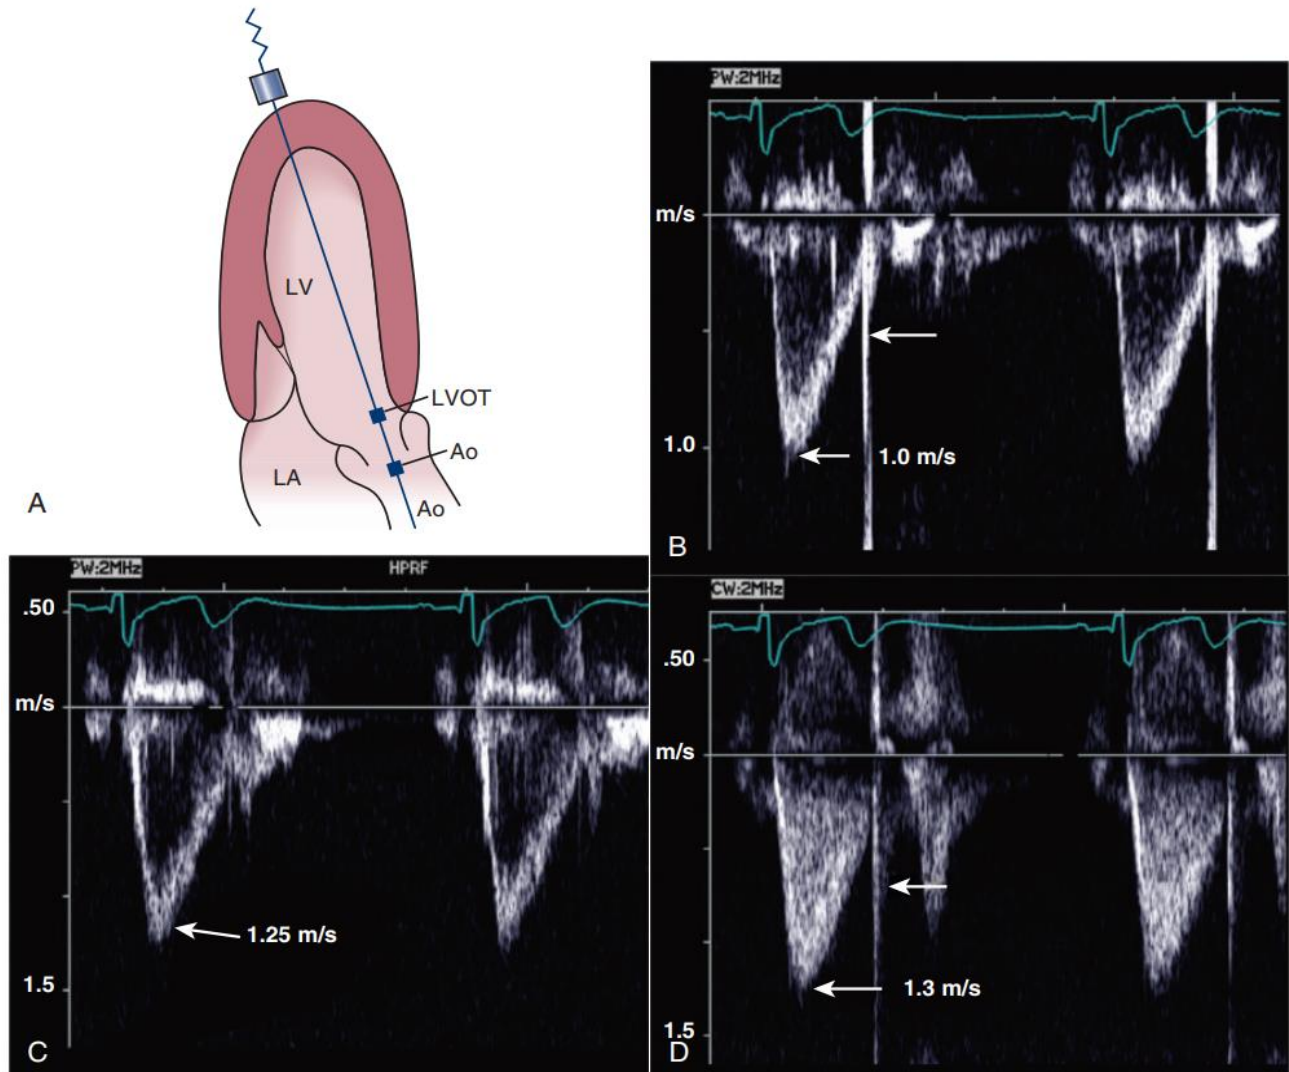 LV
LVOT
Ao
LA
Ao
A
PW:2MHz
m/s
1.0
1.0 m/s
B
PW:2MHz
HPRF
.50
m/s
1.25 m/s
1.5
C
CW:2MHz
.50
m/s
1.3 m/s
1.5
D